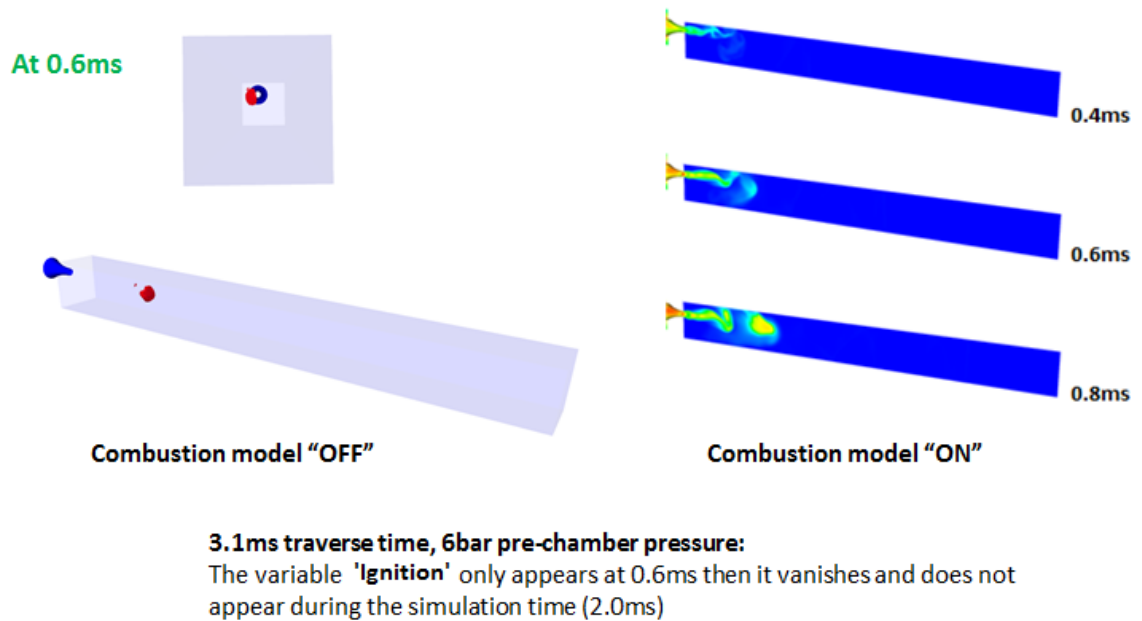 At 0.6ms
0.4ms
0.6ms
0.8ms
Combustion model “OFF”
Combustion model “ON”
3.1ms traverse time, 6bar pre-chamber pressure:
The variable 'Ignition' only appears at 0.6ms then it vanishes and does not
appear during the simulation time (2.0ms)